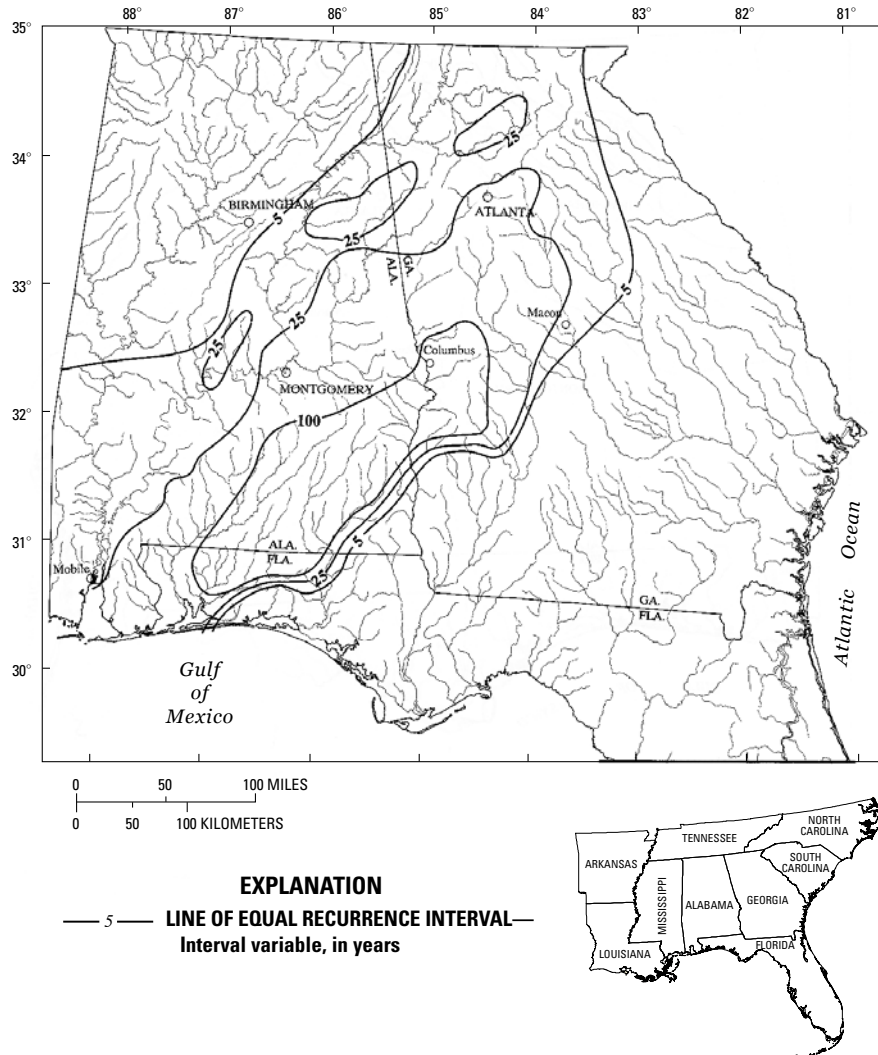 88° 87° 86° 85° 84° 83° 82° 81°
35°
34°
33°
32°
31°
30°
25
5
BIRMINGHAM
ATLANTA
25
GA.
ALA.
5
25
Macon
25
Columbus
MONTGOMERY
100
ALA.
FLA.
5
Mobile
25
GA.
FLA.
Gulf
of
Mexico
Atlantic Ocean
0 50 100 MILES
0 50 100 KILOMETERS
EXPLANATION
5 LINE OF EQUAL RECURRENCE INTERVAL—
Interval variable, in years
NORTH
CAROLINA
TENNESSEE
ARKANSAS
SOUTH
CAROLINA
MISSISSIPPI
ALABAMA
GEORGIA
LOUISIANA
FLORIDA